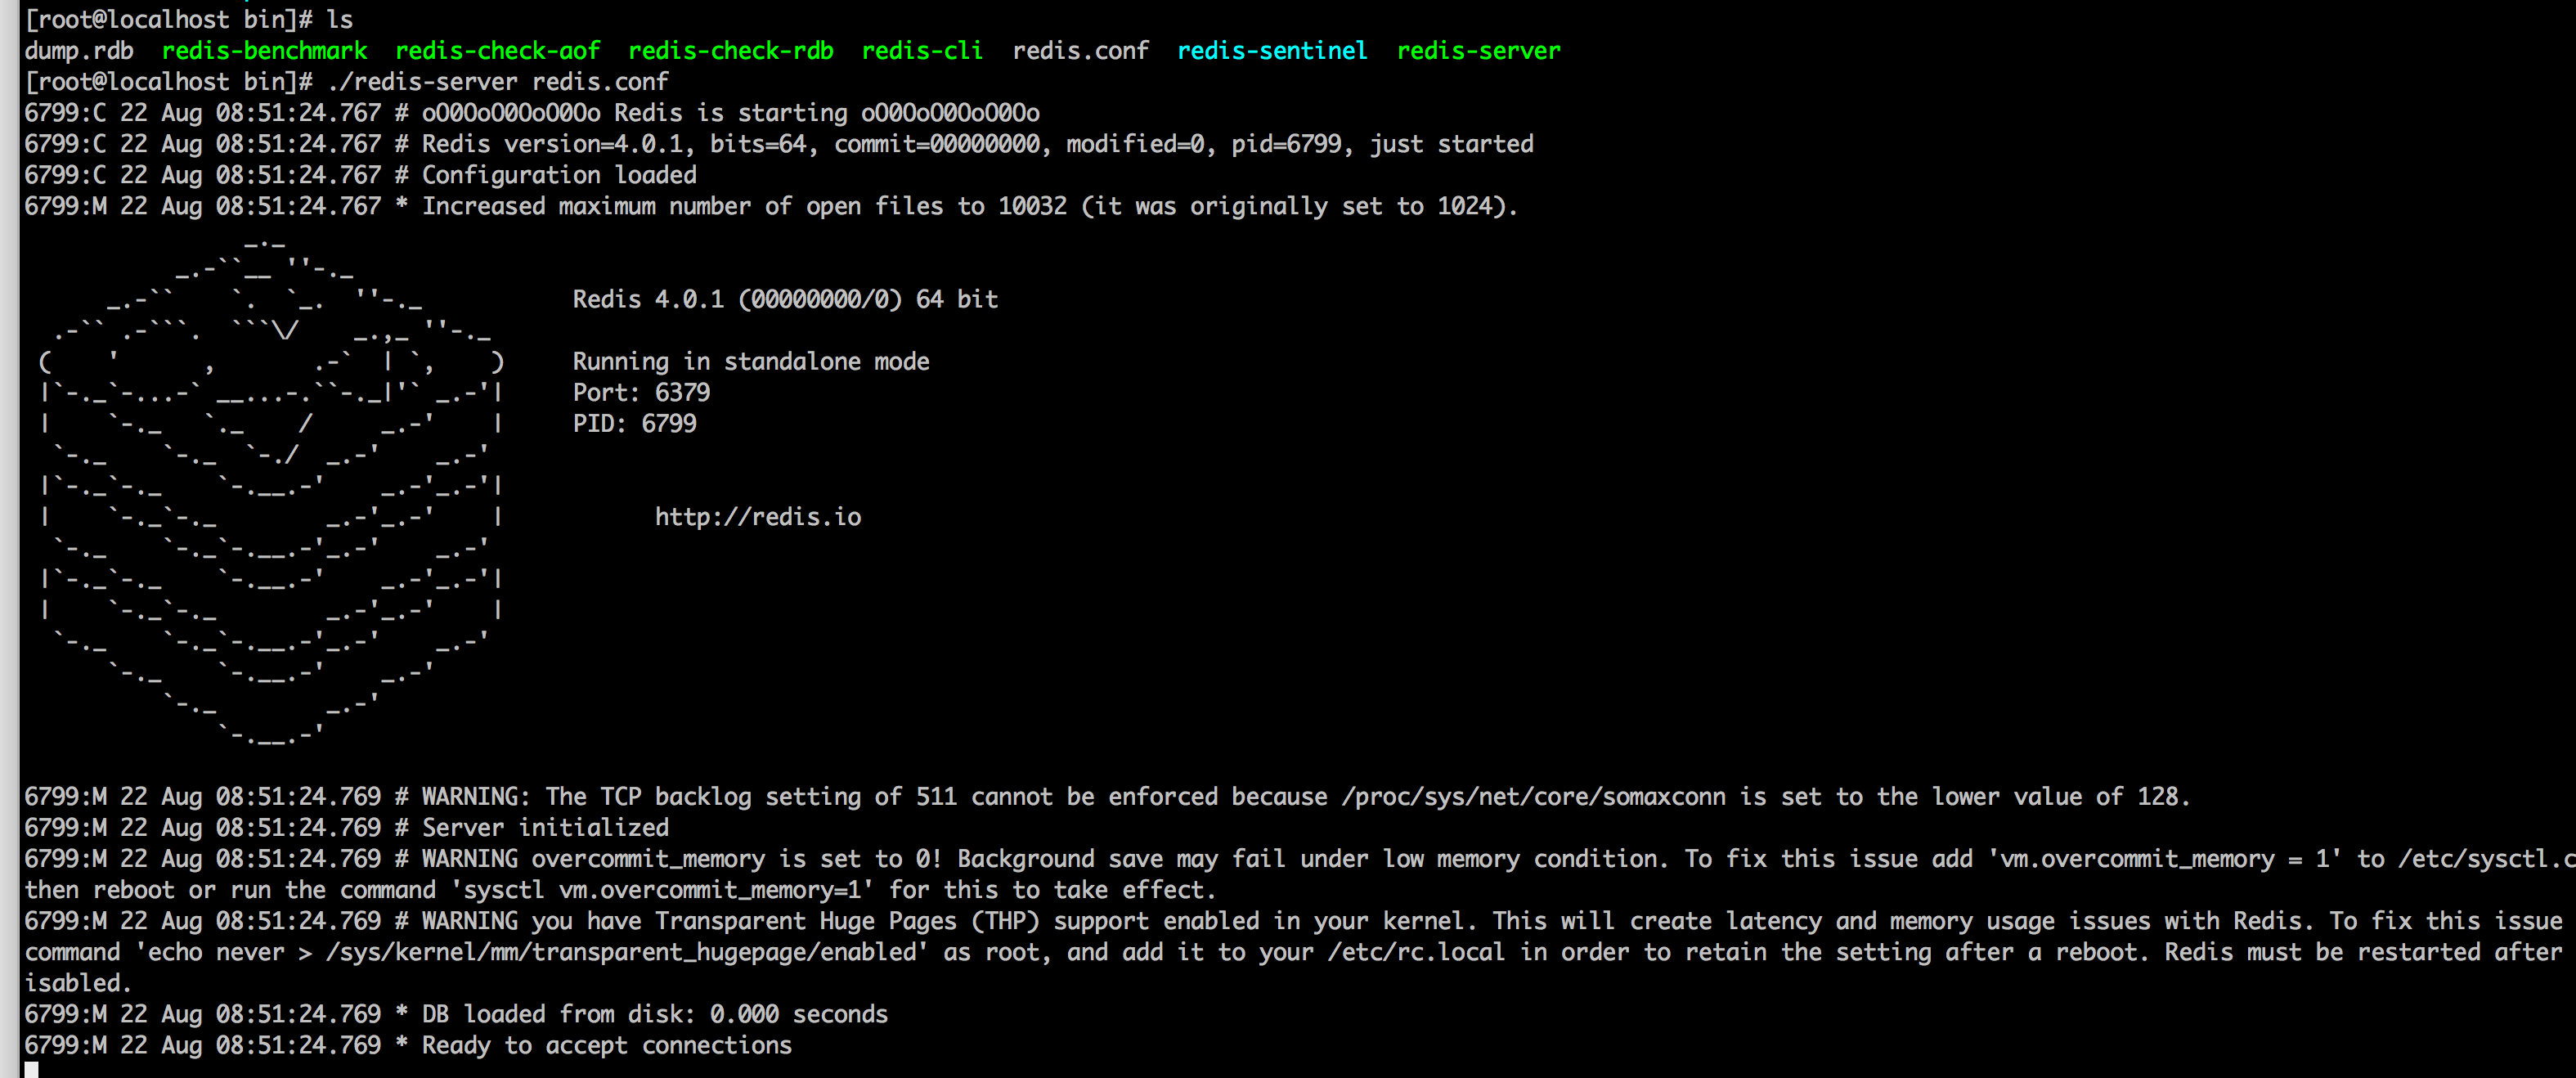 [root@localhost bin]# ls
dump.rdb  redis-benchmark  redis-check-aof  redis-check-rdb  redis-cli  redis.conf  redis-sentinel  redis-server
[root@localhost bin]# ./redis-server redis.conf
6799:C 22 Aug 08:51:24.767 # oO0OoO0OoO0Oo Redis is starting oO0OoO0OoO0Oo
6799:C 22 Aug 08:51:24.767 # Redis version=4.0.1, bits=64, commit=00000000, modified=0, pid=6799, just started
6799:C 22 Aug 08:51:24.767 # Configuration loaded
6799:M 22 Aug 08:51:24.767 * Increased maximum number of open files to 10032 (it was originally set to 1024).
Redis 4.0.1 (00000000/0) 64 bit
Running in standalone mode
Port: 6379
PID: 6799
http://redis.io
6799:M 22 Aug 08:51:24.769 # WARNING: The TCP backlog setting of 511 cannot be enforced because /proc/sys/net/core/somaxconn is set to the lower value of 128.
6799:M 22 Aug 08:51:24.769 # Server initialized
6799:M 22 Aug 08:51:24.769 # WARNING overcommit_memory is set to 0! Background save may fail under low memory condition. To fix this issue add 'vm.overcommit_memory = 1' to /etc/sysctl.c
then reboot or run the command 'sysctl vm.overcommit_memory=1' for this to take effect.
6799:M 22 Aug 08:51:24.769 # WARNING you have Transparent Huge Pages (THP) support enabled in your kernel. This will create latency and memory usage issues with Redis. To fix this issue
command 'echo never > /sys/kernel/mm/transparent_hugepage/enabled' as root, and add it to your /etc/rc.local in order to retain the setting after a reboot. Redis must be restarted after
isabled.
6799:M 22 Aug 08:51:24.769 * DB loaded from disk: 0.000 seconds
6799:M 22 Aug 08:51:24.769 * Ready to accept connections